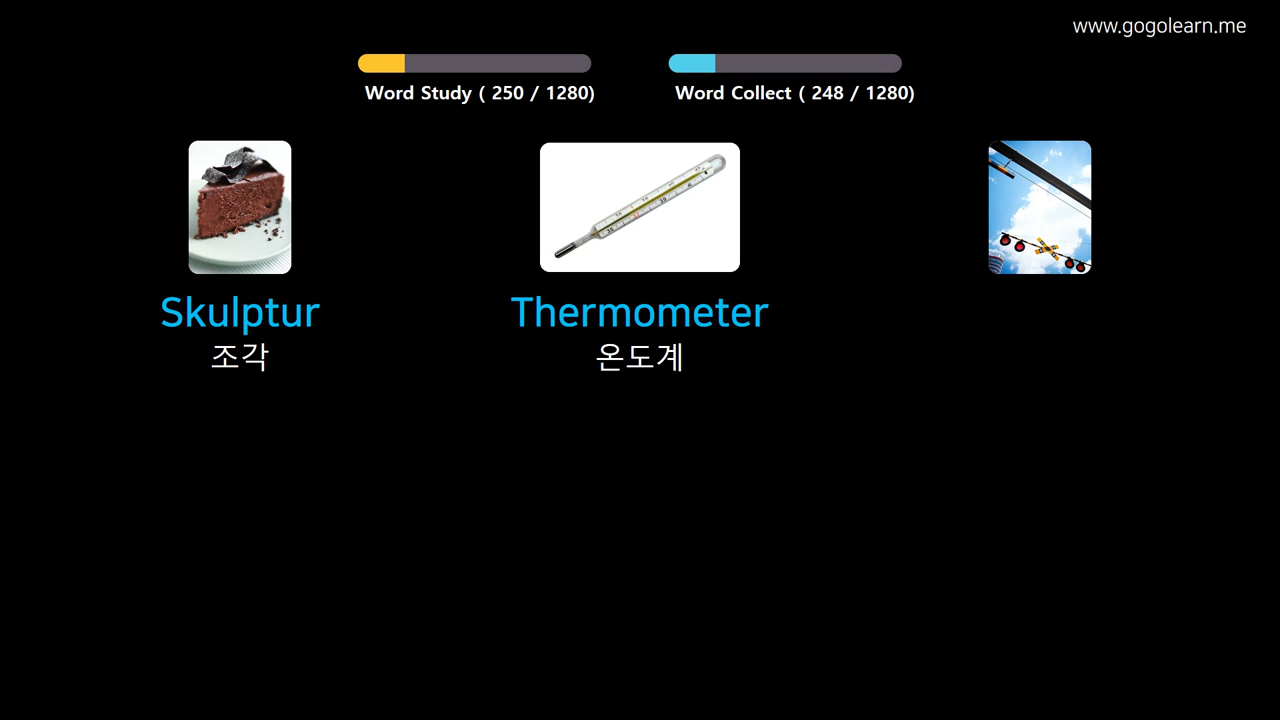 www.gogolearn.me
Word Study ( 250 / 1280)
Word Collect ( 248 / 1280)
Skulptur
조각
Thermometer
온도계